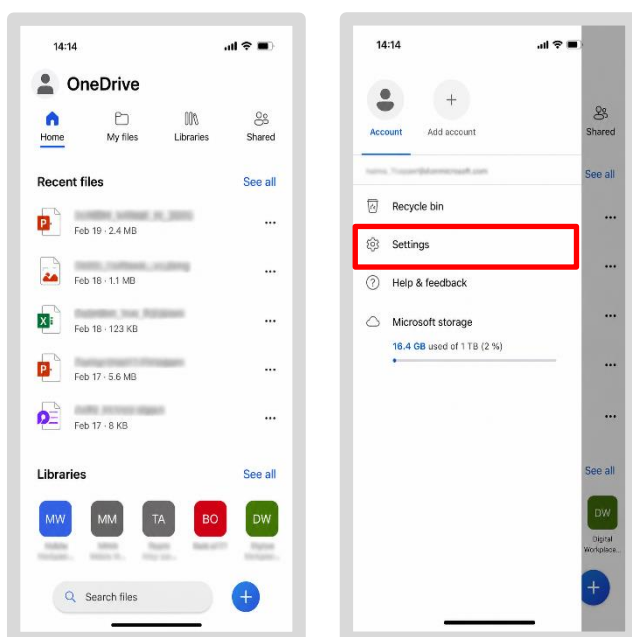 14:14
OneDrive
Home My files Libraries Shared
Recent files See all
Feb 19 · 2.4 MB
Feb 18 · 1.1 MB
Feb 18 · 123 KB
Feb 17 · 5.6 MB
Feb 17 · 8 KB
Libraries See all
MW MM TA BO DW
Search files
14:14
Account Add account
Shared
See all
Recycle bin
Settings
Help & feedback
Microsoft storage
16.4 GB used of 1 TB (2 %)
See all
DW
Digital
Workplace...